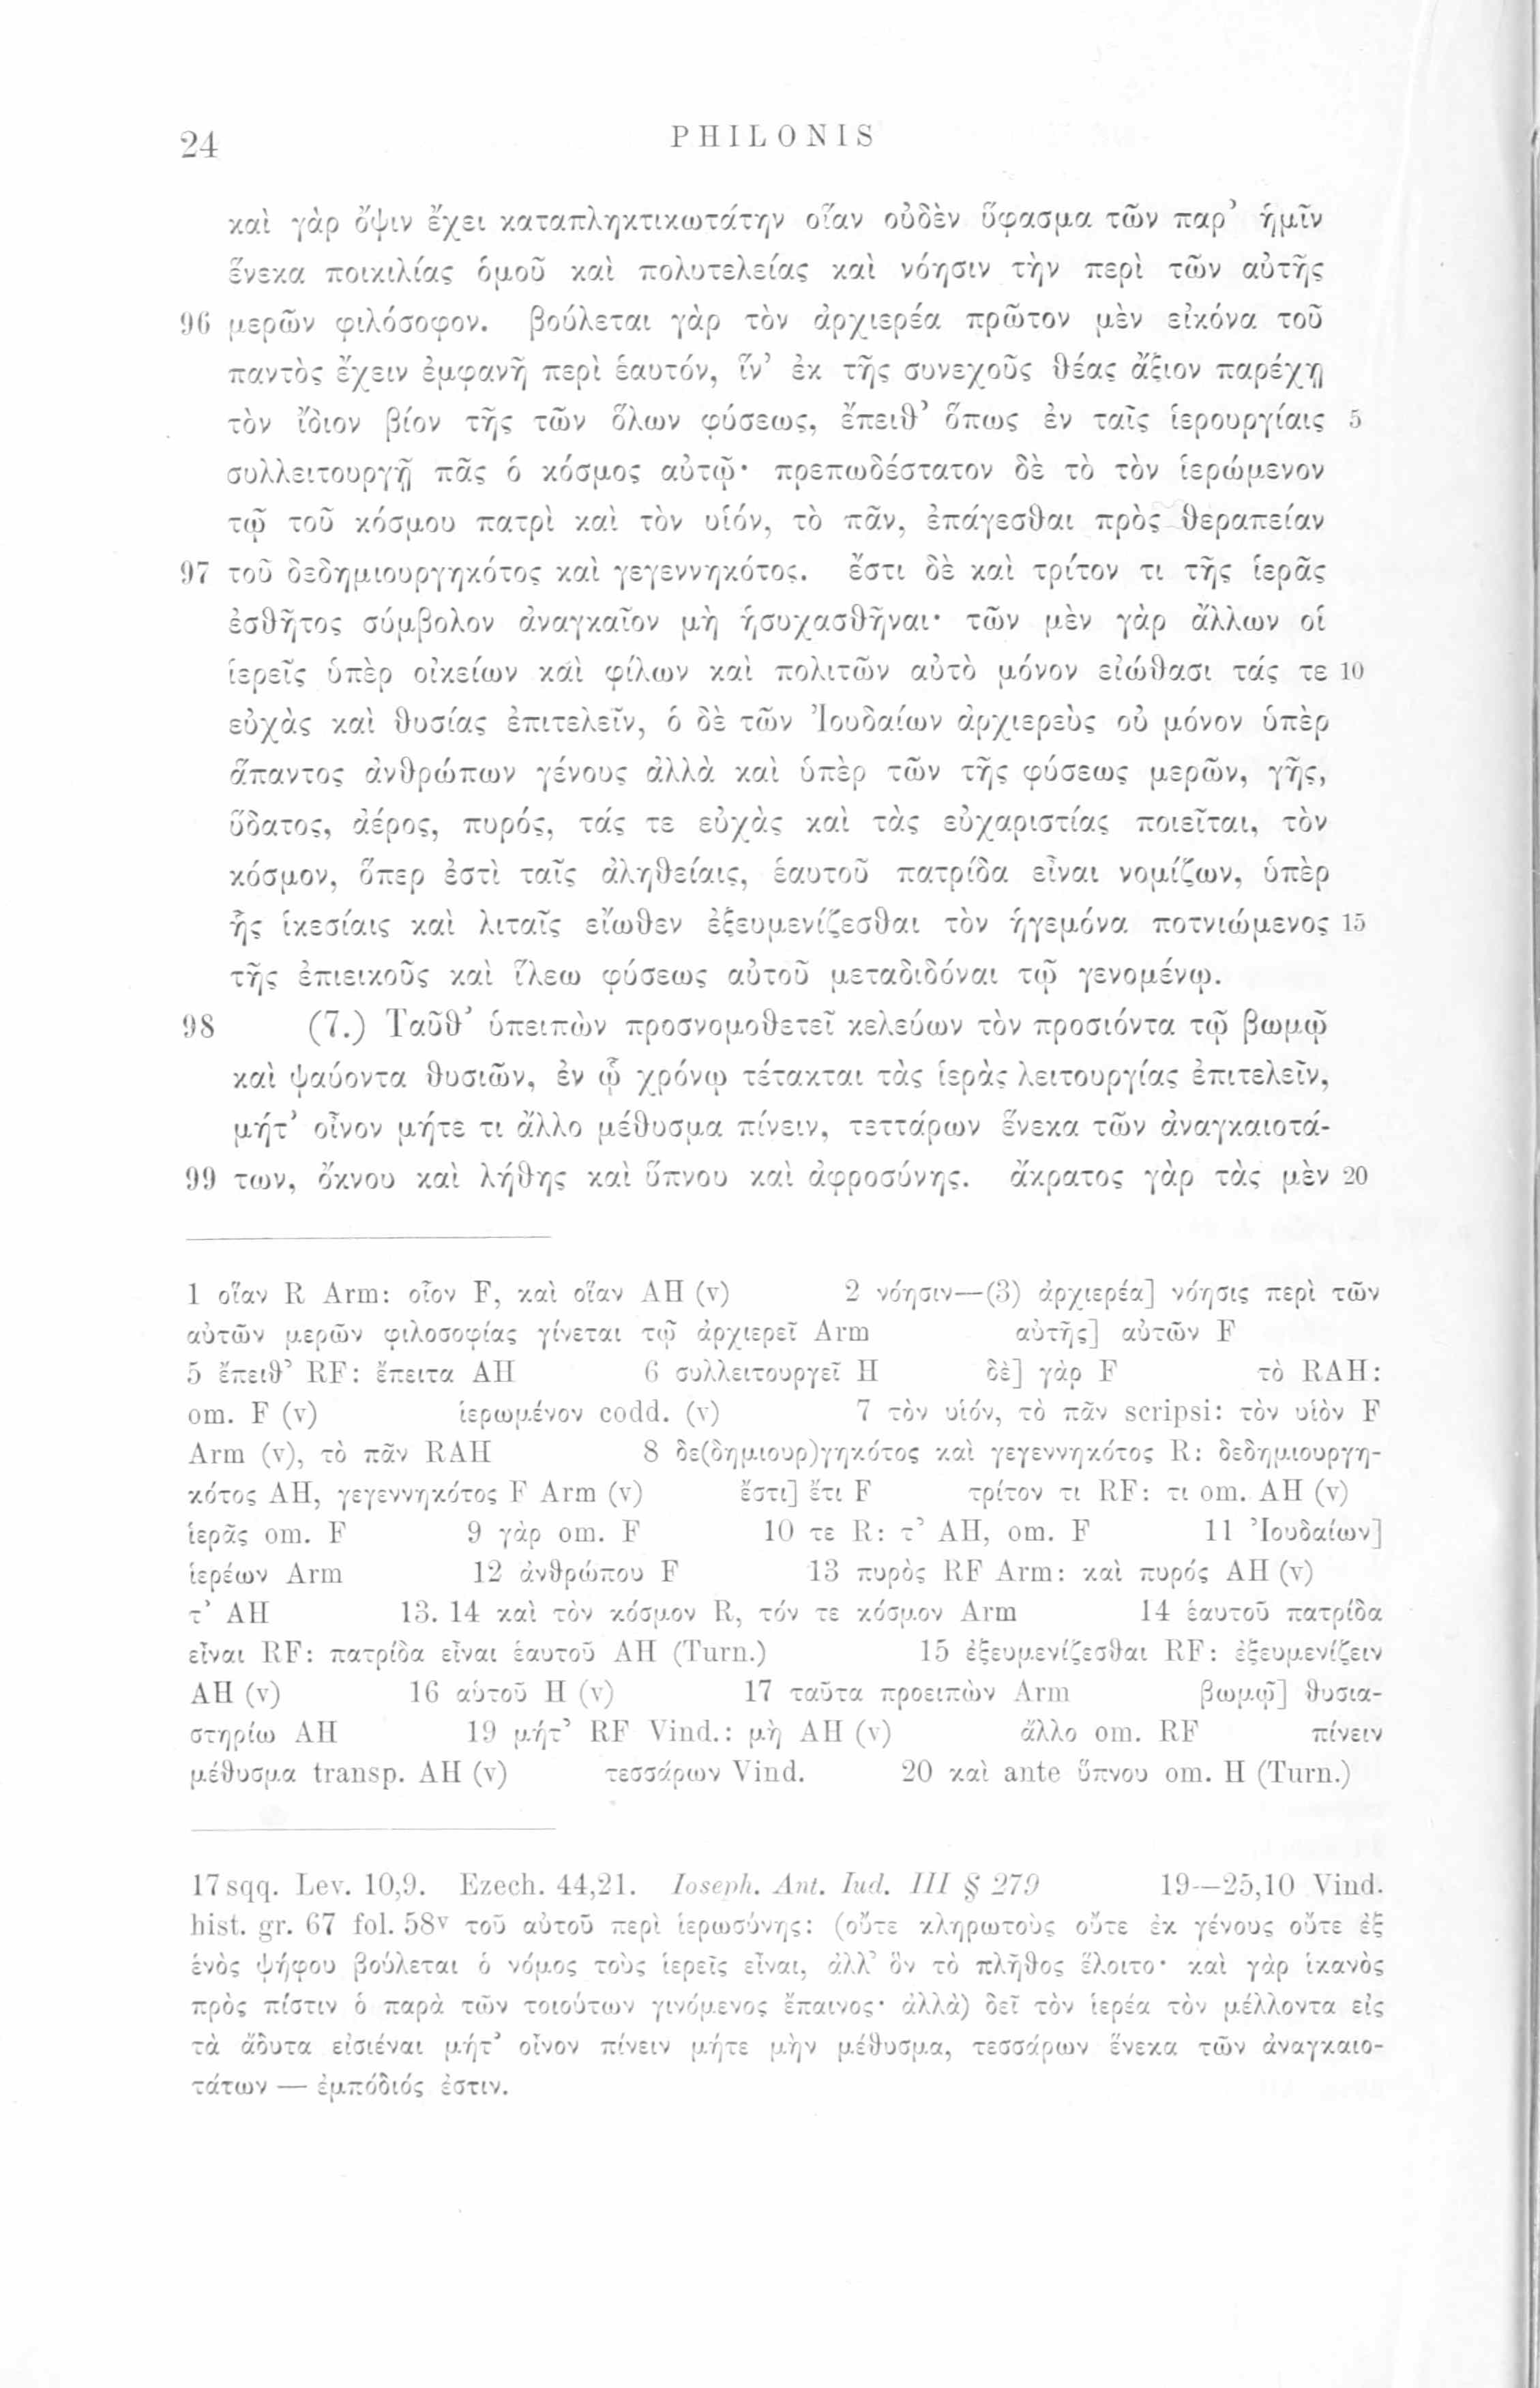 24 PHILONIS
καὶ γὰρ ὄψιν ἔχει καταπληκτικωτάτην οἵαν οὐδὲν ὕφασμα τῶν παρ’ ἡμῖν
ἕνεκα ποικιλίας ὁμοῦ καὶ πολυτελείας καὶ νόησιν τὴν περὶ τῶν αὐτῆς
96 μερῶν φιλόσοφον. βούλεται γὰρ τὸν ἀρχιερέα πρῶτον μὲν εἰκόνα τοῦ
παντὸς ἔχειν ἐμφανῆ περὶ ἑαυτόν, ἵν’ ἐκ τῆς συνεχοῦς θέας ἄξιον παρέχῃ
τὸν ἴδιον βίον τῆς τῶν ὅλων φύσεως, ἔπειθ’ ὅπως ἐν ταῖς ἱερουργίαις 5
συλλειτουργῇ πᾶς ὁ κόσμος αὐτῷ· πρεπωδέστατον δὲ τὸ τὸν ἱερώμενον
τῷ τοῦ κόσμου πατρὶ καὶ τὸν υἱόν, τὸ πᾶν, ἐπάγεσθαι πρὸς θεραπείαν
97 τοῦ δεδημιουργηκότος καὶ γεγεννηκότος. ἔστι δὲ καὶ τρίτον τι τῆς ἱερᾶς
ἐσθῆτος σύμβολον ἀναγκαῖον μὴ ἡσυχασθῆναι· τῶν μὲν γὰρ ἄλλων οἱ
ἱερεῖς ὑπὲρ οἰκείων καὶ φίλων καὶ πολιτῶν αὐτὸ μόνον εἰώθασι τάς τε 10
εὐχὰς καὶ θυσίας ἐπιτελεῖν, ὁ δὲ τῶν Ἰουδαίων ἀρχιερεὺς οὐ μόνον ὑπὲρ
ἅπαντος ἀνθρώπων γένους ἀλλὰ καὶ ὑπὲρ τῶν τῆς φύσεως μερῶν, γῆς,
ὕδατος, ἀέρος, πυρός, τάς τε εὐχὰς καὶ τὰς εὐχαριστίας ποιεῖται, τὸν
κόσμον, ὅπερ ἐστὶ ταῖς ἀληθείαις, ἑαυτοῦ πατρίδα εἶναι νομίζων, ὑπὲρ
ἧς ἱκεσίαις καὶ λιταῖς εἴωθεν ἐξευμενίζεσθαι τὸν ἡγεμόνα ποτνιώμενος 15
τῆς ἐπιεικοῦς καὶ ἵλεω φύσεως αὐτοῦ μεταδιδόναι τῷ γενομένῳ.
98 (7.) Ταῦθ’ ὑπειπὼν προσνομοθετεῖ κελεύων τὸν προσιόντα τῷ βωμῷ
καὶ ψαύοντα θυσιῶν, ἐν ᾧ χρόνῳ τέτακται τὰς ἱερὰς λειτουργίας ἐπιτελεῖν,
μήτ’ οἶνον μήτε τι ἄλλο μέθυσμα πίνειν, τεττάρων ἕνεκα τῶν ἀναγκαιοτά-
99 των, ὄκνου καὶ λήθης καὶ ὕπνου καὶ ἀφροσύνης. ἄκρατος γὰρ τὰς μὲν 20
1 οἵαν R Arm: οἷον F, καὶ οἵαν AH (v) 2 νόησιν—(3) ἀρχιερέα] νόησις περὶ τῶν
αὐτῶν μερῶν φιλοσοφίας γίνεται τῷ ἀρχιερεῖ Arm αὐτῆς] αὐτῶν F
5 ἔπειθ’ RF: ἔπειτα AH 6 συλλειτουργεῖ H δὲ] γὰρ F τὸ RAH:
om. F (v) ἱερωμένον codd. (v) 7 τὸν υἱόν, τὸ πᾶν scripsi: τὸν υἱὸν F
Arm (v), τὸ πᾶν RAH 8 δε(δημιουρ)γηκότος καὶ γεγεννηκότος R: δεδημιουργη-
κότος AH, γεγεννηκότος F Arm (v) ἔστι] ἔτι F τρίτον τι RF: τι om. AH (v)
ἱερᾶς om. F 9 γὰρ om. F 10 τε R: τ’ AH, om. F 11 Ἰουδαίων]
ἱερέων Arm 12 ἀνθρώπου F 13 πυρὸς RF Arm: καὶ πυρός AH (v)
τ’ AH 13. 14 καὶ τὸν κόσμον R, τόν τε κόσμον Arm 14 ἑαυτοῦ πατρίδα
εἶναι RF: πατρίδα εἶναι ἑαυτοῦ AH (Turn.) 15 ἐξευμενίζεσθαι RF: ἐξευμενίζειν
AH (v) 16 αὑτοῦ H (v) 17 ταῦτα προειπὼν Arm βωμῷ] θυσια-
στηρίω AH 19 μήτ’ RF Vind.: μὴ AH (v) ἄλλο om. RF πίνειν
μέθυσμα transp. AH (v) τεσσάρων Vind. 20 καὶ ante ὕπνου om. H (Turn.)
17 sqq. Lev. 10,9. Ezech. 44,21. Ioseph. Ant. Iud. III § 279 19—25,10 Vind.
hist. gr. 67 fol. 58v τοῦ αὐτοῦ περὶ ἱερωσύνης: (οὔτε κληρωτοὺς οὔτε ἐκ γένους οὔτε ἐξ
ἑνὸς ψήφου βούλεται ὁ νόμος τοὺς ἱερεῖς εἶναι, ἀλλ’ ὃν τὸ πλῆθος ἕλοιτο· καὶ γὰρ ἱκανὸς
πρὸς πίστιν ὁ παρὰ τῶν τοιούτων γινόμενος ἔπαινος· ἀλλὰ) δεῖ τὸν ἱερέα τὸν μέλλοντα εἰς
τὰ ἄδυτα εἰσιέναι μήτ’ οἶνον πίνειν μήτε μὴν μέθυσμα, τεσσάρων ἕνεκα τῶν ἀναγκαιο-
τάτων — ἐμπόδιός ἐστιν.